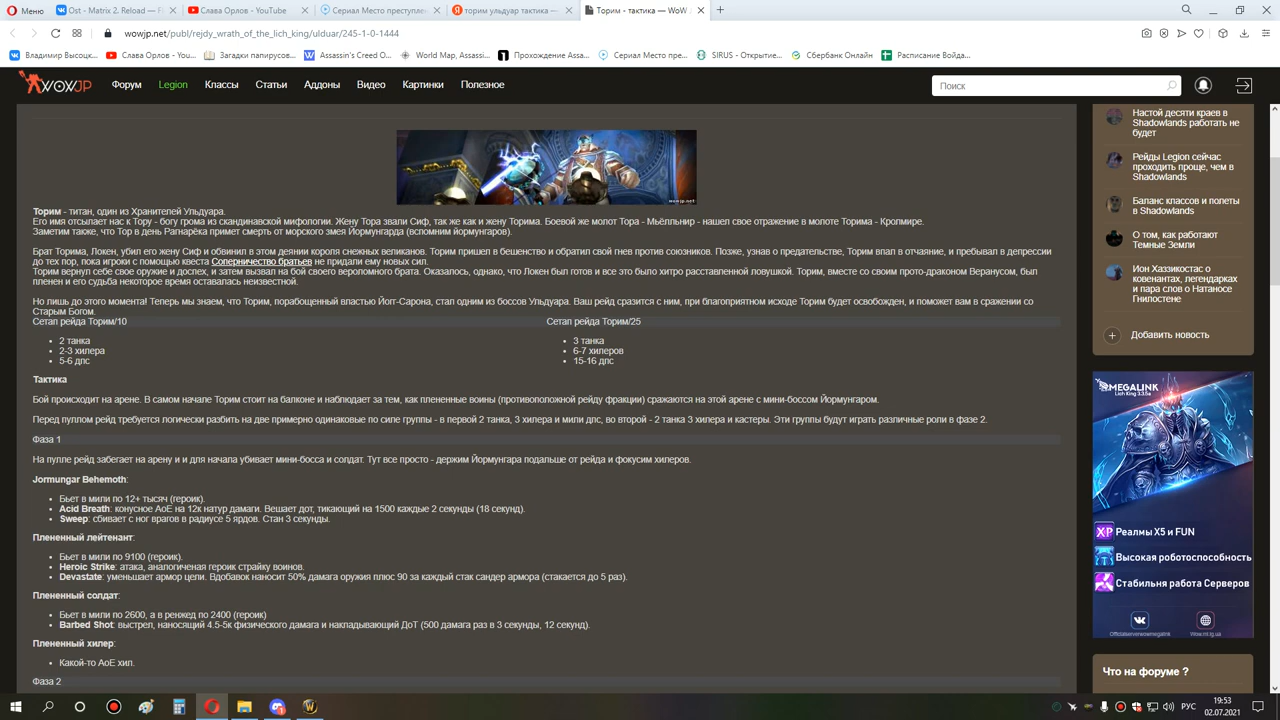 Меню
Ost - Matrix 2. Reload — П
Слава Орлов - YouTube
Сериал Место преступлен
торим ульдуар тактика —
Торим - тактика — WoW
wowjp.net/publ/rejdy_wrath_of_the_lich_king/ulduar/245-1-0-1444
Владимир Высоцк...
Слава Орлов - You...
Загадки папирусов...
Assassin's Creed O...
World Map, Assassi...
Прохождение Assa...
Сериал Место пре...
SIRUS - Открытие...
Сбербанк Онлайн
Расписание Войда...
WOWJP
Форум
Legion
Классы
Статьи
Аддоны
Видео
Картинки
Полезное
Поиск
wowjp.net
Торим - титан, один из Хранителей Ульдуара.
Его имя отсылает нас к Тору - богу грома из скандинавской мифологии. Жену Тора звали Сиф, так же как и жену Торима. Боевой же молот Тора - Мьёлльнир - нашел свое отражение в молоте Торима - Кролмире.
Заметим также, что Тор в день Рагнарёка примет смерть от морского змея Йормунгарда (вспомним йормунгаров).
Брат Торима, Локен, убил его жену Сиф и обвинил в этом деянии короля снежных великанов. Торим пришел в бешенство и обратил свой гнев против союзников. Позже, узнав о предательстве, Торим впал в отчаяние, и пребывал в депрессии
до тех пор, пока игроки с помощью квеста Соперничество братьев не придали ему новых сил.
Торим вернул себе свое оружие и доспех, и затем вызвал на бой своего вероломного брата. Оказалось, однако, что Локен был готов и все это было хитро расставленной ловушкой. Торим, вместе со своим прото-драконом Веранусом, был
пленен и его судьба некоторое время оставалась неизвестной.
Но лишь до этого момента! Теперь мы знаем, что Торим, порабощенный властью Йогг-Сарона, стал одним из боссов Ульдуара. Ваш рейд сразится с ним, при благоприятном исходе Торим будет освобожден, и поможет вам в сражении со
Старым Богом.
Сетап рейда Торим/10
Сетап рейда Торим/25
2 танка
2-3 хилера
5-6 дпс
3 танка
6-7 хилеров
15-16 дпс
Тактика
Бой происходит на арене. В самом начале Торим стоит на балконе и наблюдает за тем, как плененные воины (противоположной рейду фракции) сражаются на этой арене с мини-боссом Йормунгаром.
Перед пуллом рейд требуется логически разбить на две примерно одинаковые по силе группы - в первой 2 танка, 3 хилера и мили дпс, во второй - 2 танка 3 хилера и кастеры. Эти группы будут играть различные роли в фазе 2.
Фаза 1
На пулле рейд забегает на арену и и для начала убивает мини-босса и солдат. Тут все просто - держим Йормунгара подальше от рейда и фокусим хилеров.
Jormungar Behemoth:
Бьет в мили по 12+ тысяч (героик).
Acid Breath: конусное АоЕ на 12к натур дамаги. Вешает дот, тикающий на 1500 каждые 2 секунды (18 секунд).
Sweep: сбивает с ног врагов в радиусе 5 ярдов. Стан 3 секунды.
Плененный лейтенант:
Бьет в мили по 9100 (героик).
Heroic Strike: атака, аналогиченая героик страйку воинов.
Devastate: уменьшает армор цели. Вдобавок наносит 50% дамага оружия плюс 90 за каждый стак сандер армора (стакается до 5 раз).
Плененный солдат:
Бьет в мили по 2600, а в ренжед по 2400 (героик)
Barbed Shot: выстрел, наносящий 4.5-5к физического дамага и накладывающий ДоТ (500 дамага раз в 3 секунды, 12 секунд).
Плененный хилер:
Какой-то АоЕ хил.
Фаза 2
Настой десяти краев в
Shadowlands работать не
будет
Рейды Legion сейчас
проходить проще, чем в
Shadowlands
Баланс классов и полеты
в Shadowlands
О том, как работают
Темные Земли
Ион Хаззикостас о
ковенантах, легендарках
и пара слов о Натаносе
Гнилостене
Добавить новость
OMEGALINK
Lich King 3.3.5a
XP
Реалмы X5 и FUN
Высокая роботоспособность
Стабильня работа Серверов
Officialserverwowmegalink
Wow.ml.tg.ua
Что на форуме ?
РУС
19:53
02.07.2021